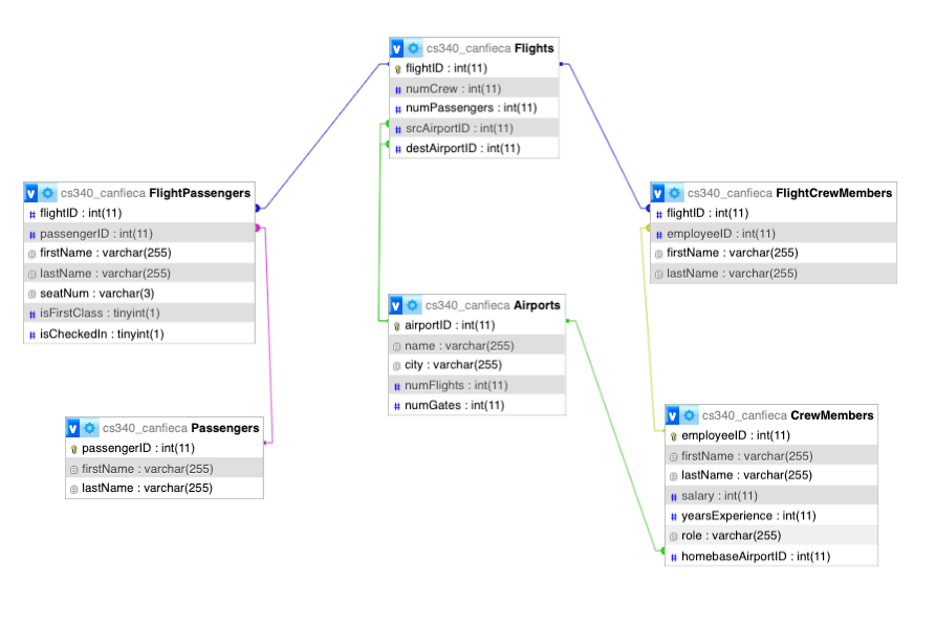 cs340_canfieca Flights
flightID : int(11)
numCrew : int(11)
numPassengers : int(11)
srcAirportID : int(11)
destAirportID : int(11)
cs340_canfieca FlightPassengers
flightID : int(11)
passengerID : int(11)
firstName : varchar(255)
lastName : varchar(255)
seatNum : varchar(3)
isFirstClass : tinyint(1)
isCheckedIn : tinyint(1)
cs340_canfieca FlightCrewMembers
flightID : int(11)
employeeID : int(11)
firstName : varchar(255)
lastName : varchar(255)
cs340_canfieca Airports
airportID : int(11)
name : varchar(255)
city : varchar(255)
numFlights : int(11)
numGates : int(11)
cs340_canfieca Passengers
passengerID : int(11)
firstName : varchar(255)
lastName : varchar(255)
cs340_canfieca CrewMembers
employeeID : int(11)
firstName : varchar(255)
lastName : varchar(255)
salary : int(11)
yearsExperience : int(11)
role : varchar(255)
homebaseAirportID : int(11)